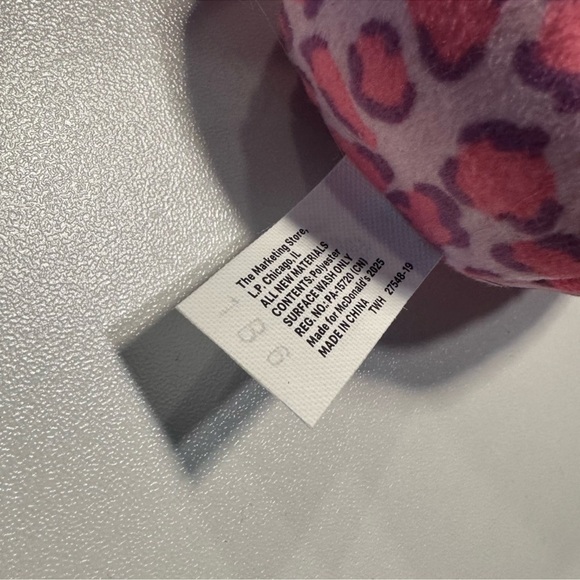 The Marketing Store,
L.P. Chicago, IL
ALL NEW MATERIALS
CONTENTS: Polyester
SURFACE WASH ONLY
REG. NO.: PA-15720 (CN)
Made for McDonald's 2025
MADE IN CHINA TWH 27548-19